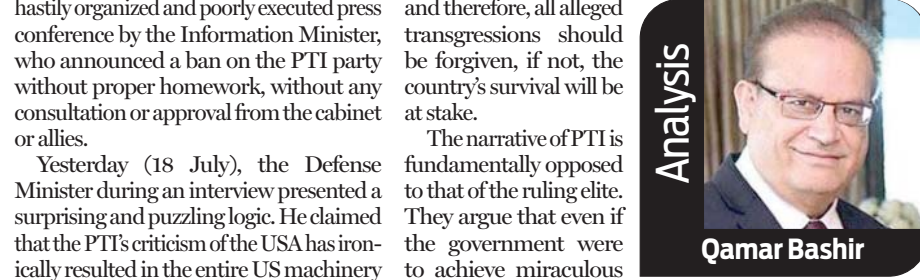 hastily organized and poorly executed press
conference by the Information Minister,
who announced a ban on the PTI party
without proper homework, without any
consultation or approval from the cabinet
or allies.
Yesterday (18 July), the Defense
Minister during an interview presented a
surprising and puzzling logic. He claimed
that the PTI's criticism of the USA has iron-
ically resulted in the entire US machinery
and therefore, all alleged
transgressions should
be forgiven, if not, the
country's survival will be
at stake.
The narrative of PTI is
fundamentally opposed
to that of the ruling elite.
They argue that even if
the government were
to achieve miraculous
Analysis
Qamar Bashir